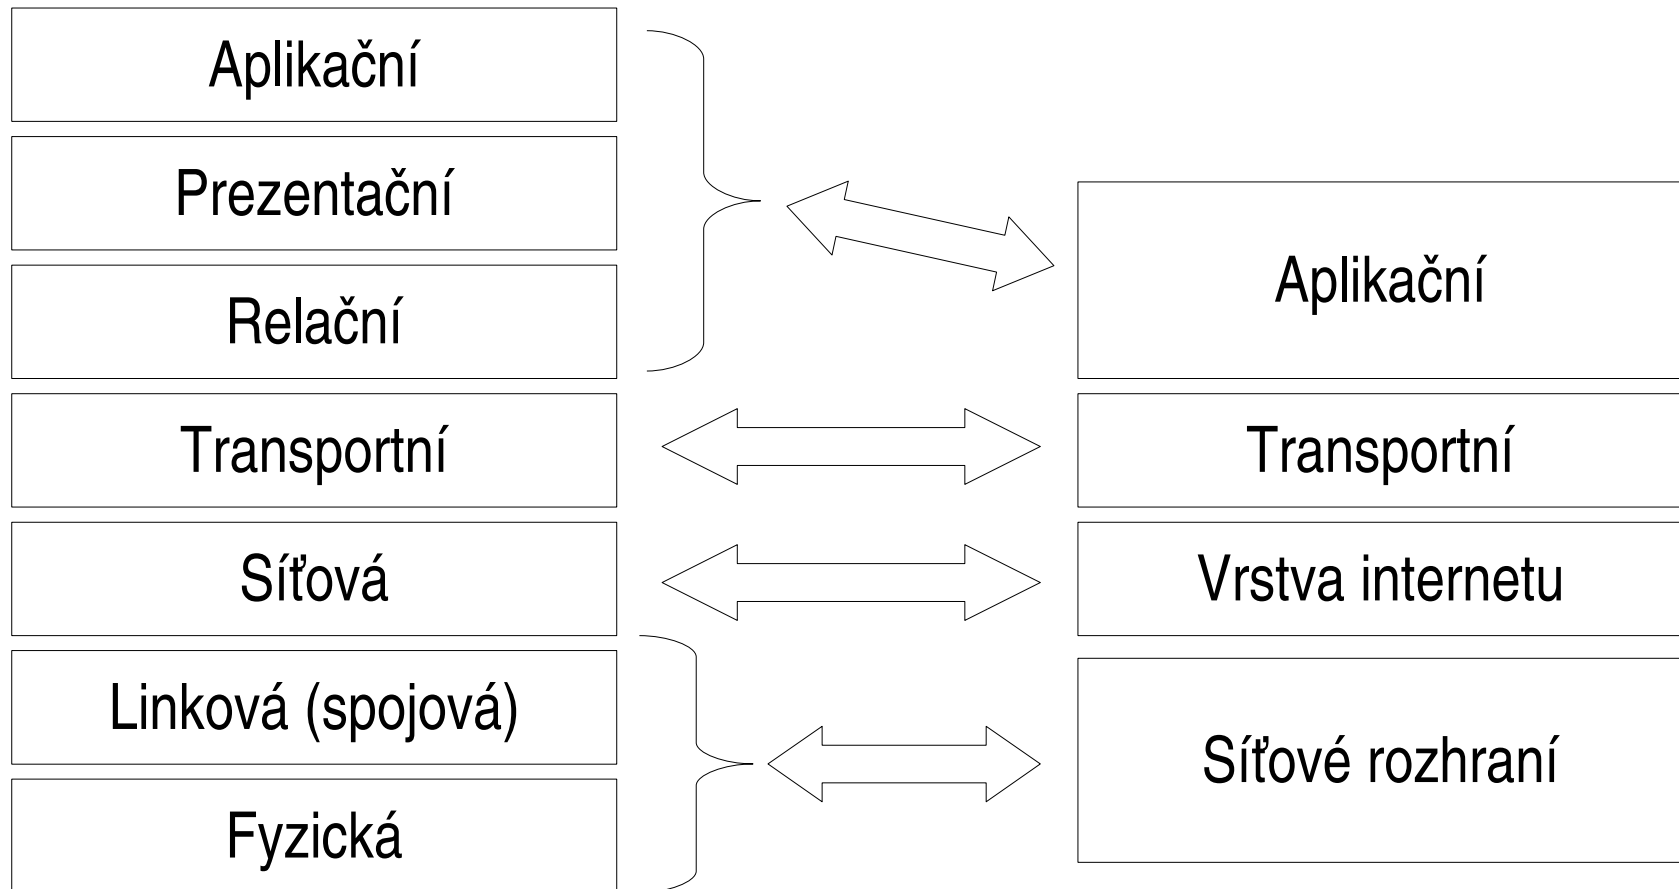 Aplikační
Prezentační
Relační
Transportní
Síťová
Linková (spojová)
Fyzická
Aplikační
Transportní
Vrstva internetu
Síťové rozhraní